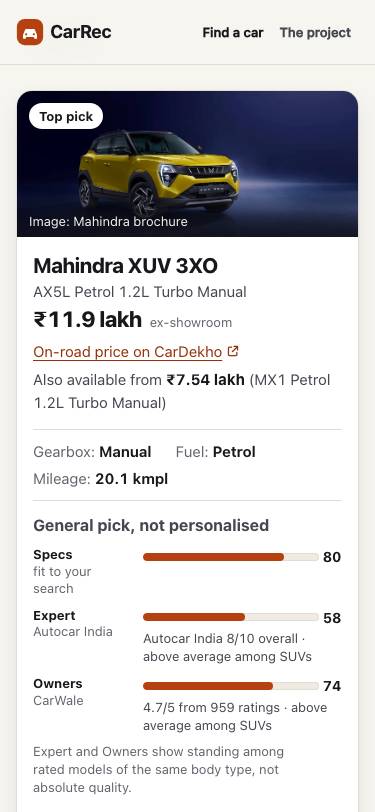 CarRec
Find a car
The project
Top pick
Image: Mahindra brochure
Mahindra XUV 3XO
AX5L Petrol 1.2L Turbo Manual
₹11.9 lakh ex-showroom
On-road price on CarDekho
Also available from ₹7.54 lakh (MX1 Petrol
1.2L Turbo Manual)
Gearbox: Manual Fuel: Petrol
Mileage: 20.1 kmpl
General pick, not personalised
Specs 80
fit to your
search
Expert 58
Autocar India
Autocar India 8/10 overall ·
above average among SUVs
Owners 74
CarWale
4.7/5 from 959 ratings · above
average among SUVs
Expert and Owners show standing among
rated models of the same body type, not
absolute quality.